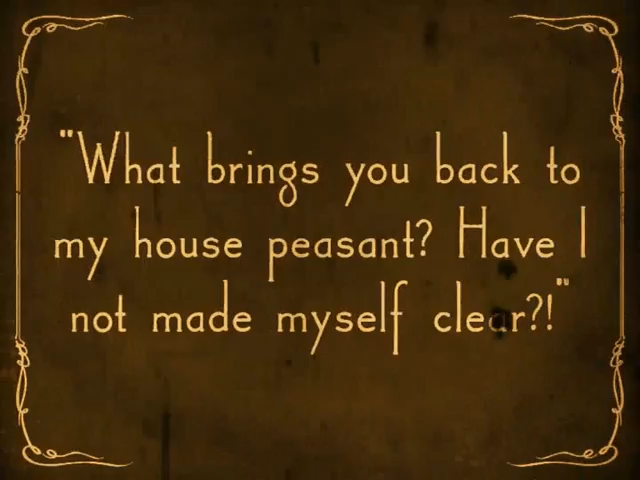 "What brings you back to
my house peasant? Have I
not made myself clear?!"